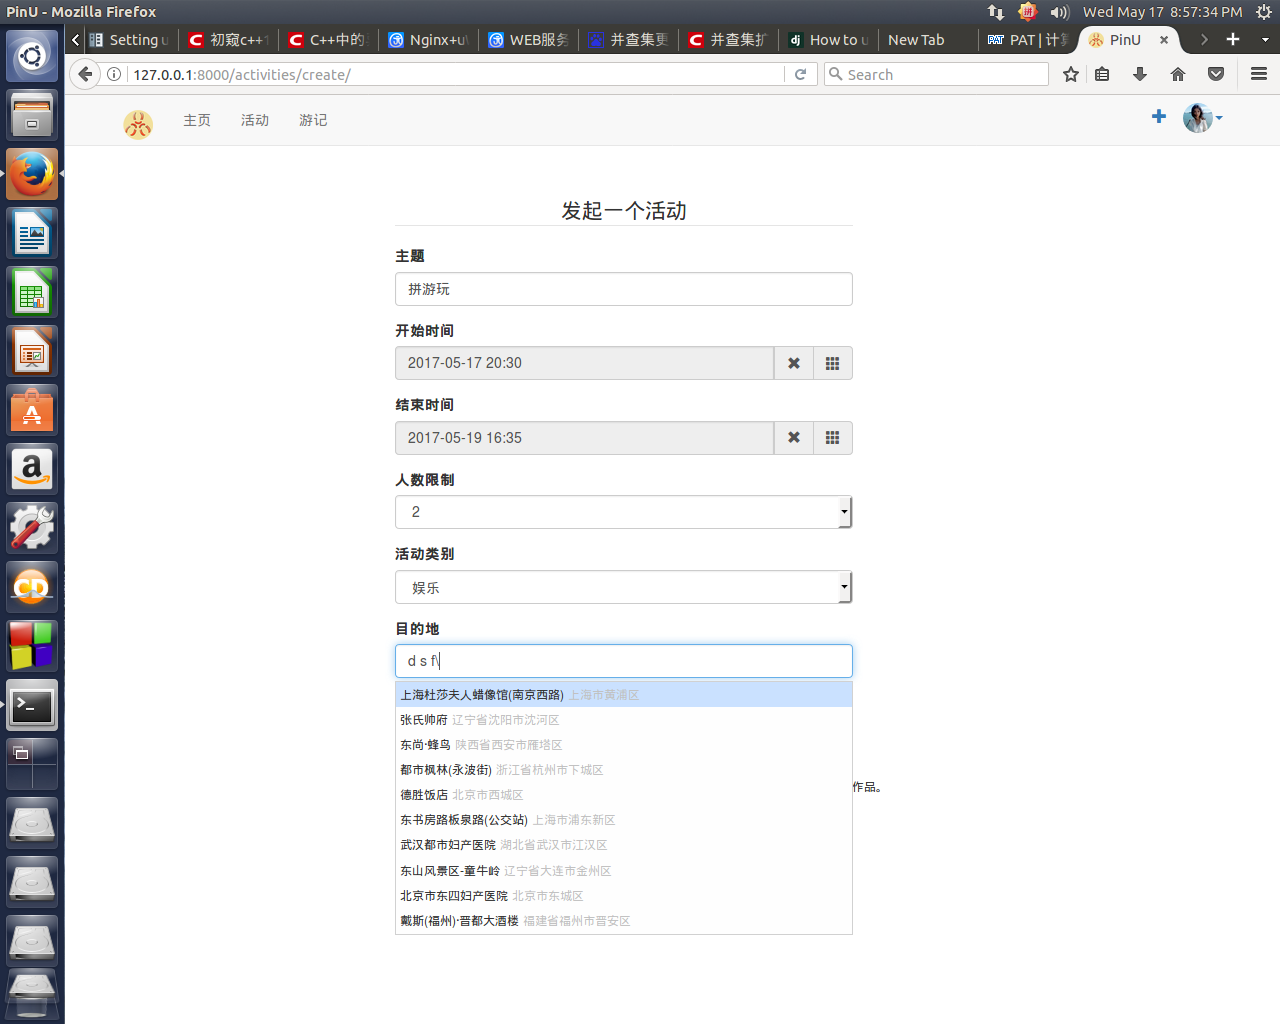 PinU - Mozilla Firefox
Wed May 17 8:57:34 PM
Setting u
初窥c++1
C++中的
Nginx+u
WEB服务
并查集更
并查集扩
How to u
New Tab
PAT | 计算
PinU
127.0.0.1:8000/activities/create/
Search
主页
活动
游记
发起一个活动
主题
拼游玩
开始时间
2017-05-17 20:30
结束时间
2017-05-19 16:35
人数限制
2
活动类别
娱乐
目的地
d s f\
上海杜莎夫人蜡像馆(南京西路) 上海市黄浦区
张氏帅府 辽宁省沈阳市沈河区
东尚·蜂鸟 陕西省西安市雁塔区
都市枫林(永波街) 浙江省杭州市下城区
德胜饭店 北京市西城区
作品。
东书房路板泉路(公交站) 上海市浦东新区
武汉都市妇产医院 湖北省武汉市江汉区
东山风景区-童牛岭 辽宁省大连市金州区
北京市东四妇产医院 北京市东城区
戴斯(福州)·晋都大酒楼 福建省福州市晋安区